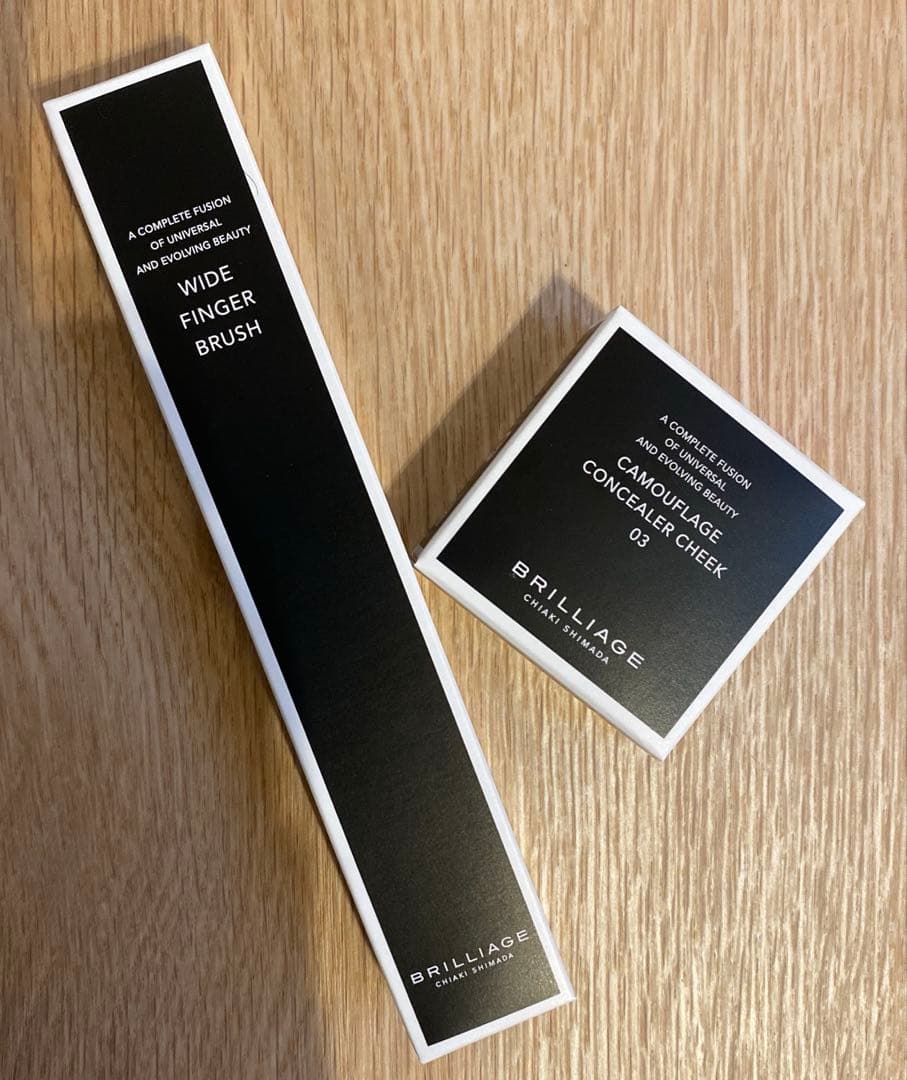 A COMPLETE FUSION
OF UNIVERSAL
AND EVOLVING BEAUTY
WIDE
FINGER
BRUSH
BRILLIAGE
CHIAKI SHIMADA
A COMPLETE FUSION
OF UNIVERSAL
AND EVOLVING BEAUTY
CAMOUFLAGE
CONCEALER CHEEK
03
BRILLIAGE
CHIAKI SHIMADA